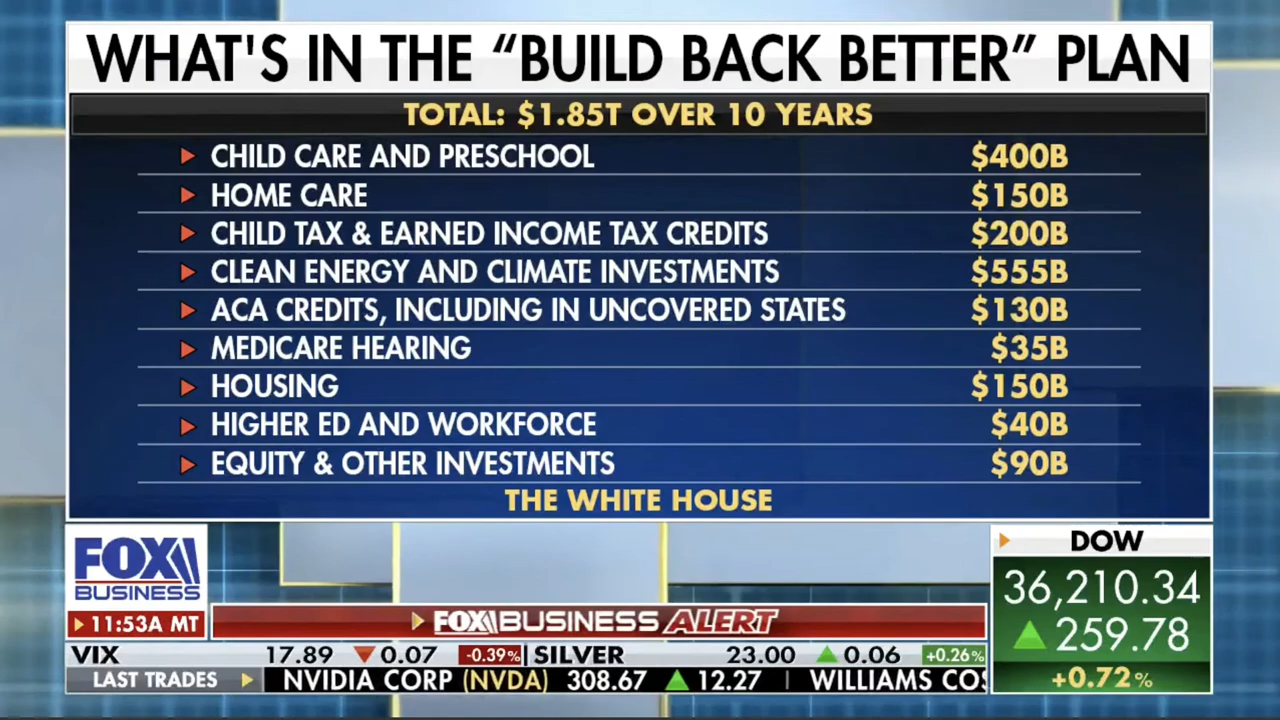 WHAT'S IN THE “BUILD BACK BETTER” PLAN
TOTAL: $1.85T OVER 10 YEARS
CHILD CARE AND PRESCHOOL $400B
HOME CARE $150B
CHILD TAX & EARNED INCOME TAX CREDITS $200B
CLEAN ENERGY AND CLIMATE INVESTMENTS $555B
ACA CREDITS, INCLUDING IN UNCOVERED STATES $130B
MEDICARE HEARING $35B
HOUSING $150B
HIGHER ED AND WORKFORCE $40B
EQUITY & OTHER INVESTMENTS $90B
THE WHITE HOUSE
FOX
BUSINESS
11:53A MT
FOX BUSINESS ALERT
VIX 17.89 0.07 -0.39% SILVER 23.00 0.06 +0.26%
LAST TRADES NVIDIA CORP (NVDA) 308.67 12.27 WILLIAMS COS
DOW
36,210.34
259.78
+0.72%